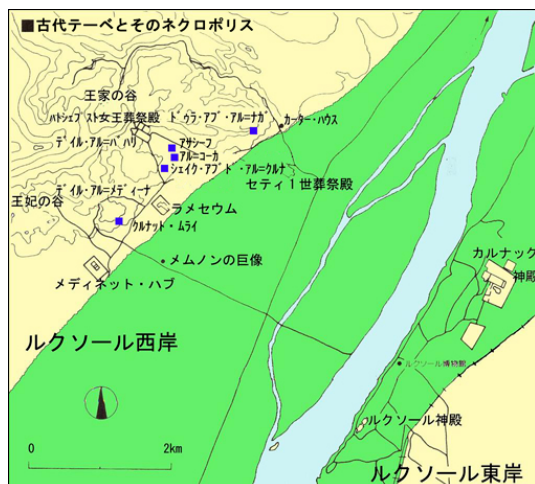 ■古代テーベとそのネクロポリス
王家の谷
ドゥラ・アブ・アル=ナガ
カーター・ハウス
ハトシェプスト女王葬祭殿
アサシーフ
デイル・アル=バハリ
アル=コーカ
シェイク・アブド・アル=クルナ
セティ1世葬祭殿
デイル・アル=メディーナ
王妃の谷
ラメセウム
クルナット・ムライ
メムノンの巨像
メディネット・ハブ
カルナック
神殿
ルクソール西岸
ルクソール博物館
ルクソール神殿
0 2km
ルクソール東岸